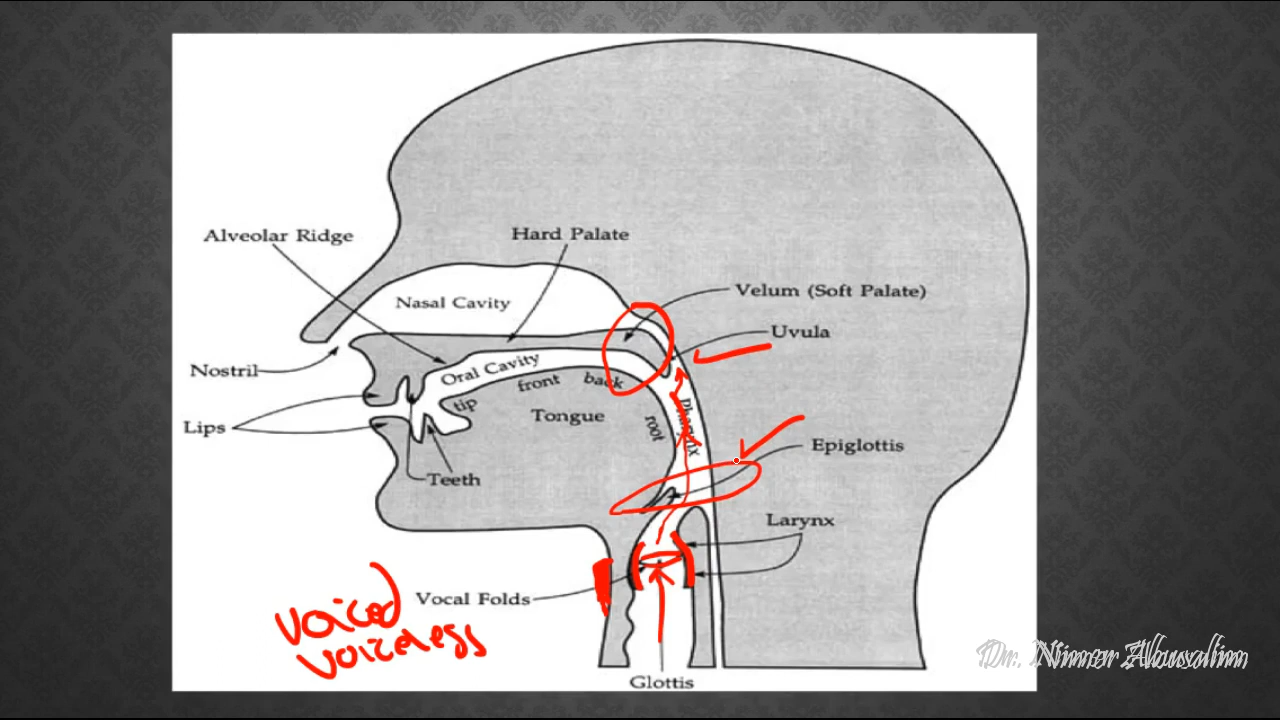 Alveolar Ridge
Hard Palate
Nasal Cavity
Velum (Soft Palate)
Uvula
Nostril
Oral Cavity
front
back
tip
Lips
Tongue
root
Pharynx
Epiglottis
Teeth
Larynx
Vocal Folds
voiced
voiceless
Glottis
Dr. Nimer Abusalim